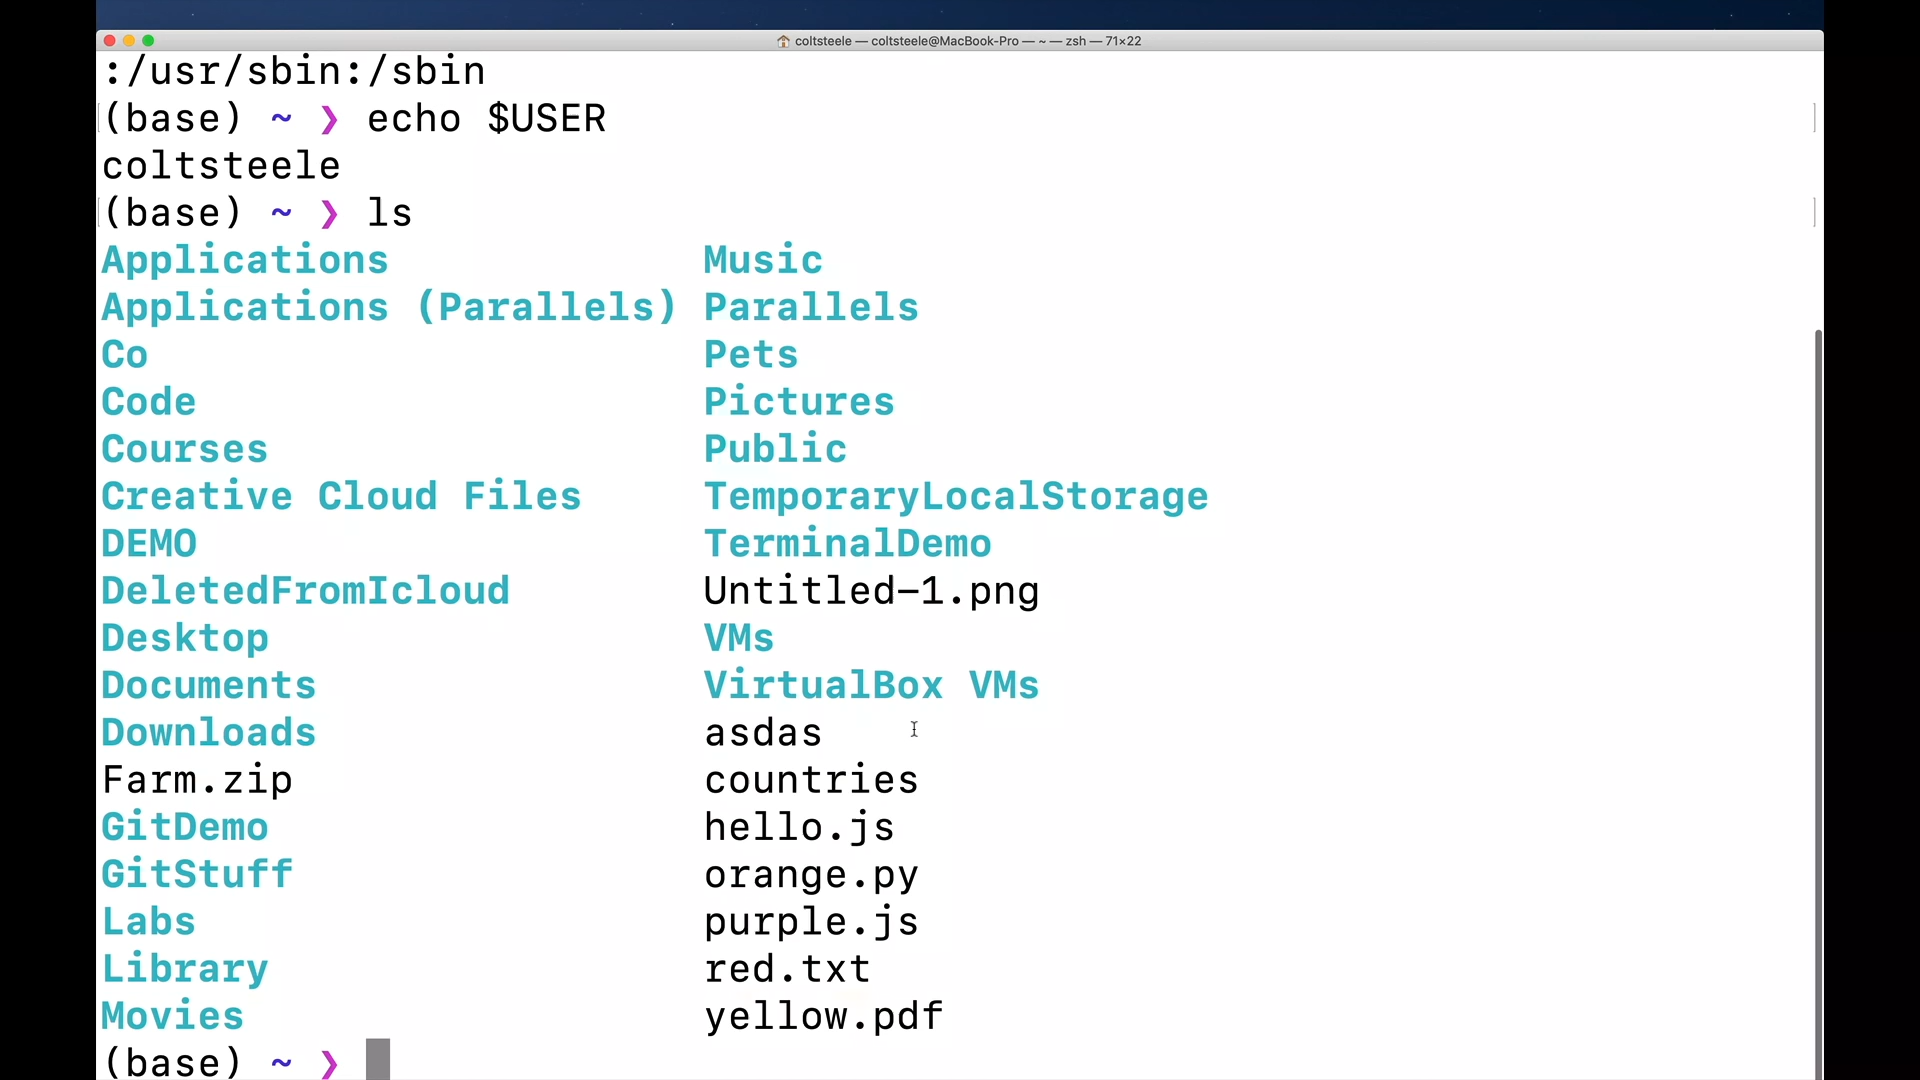 coltsteele — coltsteele@MacBook-Pro — ~ — zsh — 71×22
:/usr/sbin:/sbin
(base) ~ ❯ echo $USER
coltsteele
(base) ~ ❯ ls
Applications Music
Applications (Parallels) Parallels
Co Pets
Code Pictures
Courses Public
Creative Cloud Files TemporaryLocalStorage
DEMO TerminalDemo
DeletedFromIcloud Untitled-1.png
Desktop VMs
Documents VirtualBox VMs
Downloads asdas
Farm.zip countries
GitDemo hello.js
GitStuff orange.py
Labs purple.js
Library red.txt
Movies yellow.pdf
(base) ~ ❯